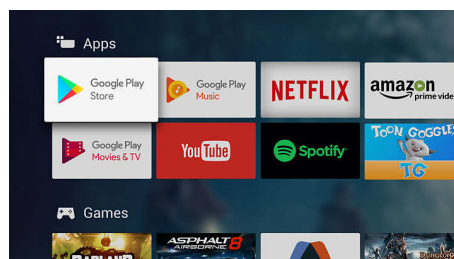 Apps
Google Play
Store
Google Play
Music
NETFLIX
amazon
prime vide
Google Play
Movies & TV
YouTube
Spotify
TOON GOGGLES
TG
Games
BADLAND
ASPHALT 8
AIRBORNE